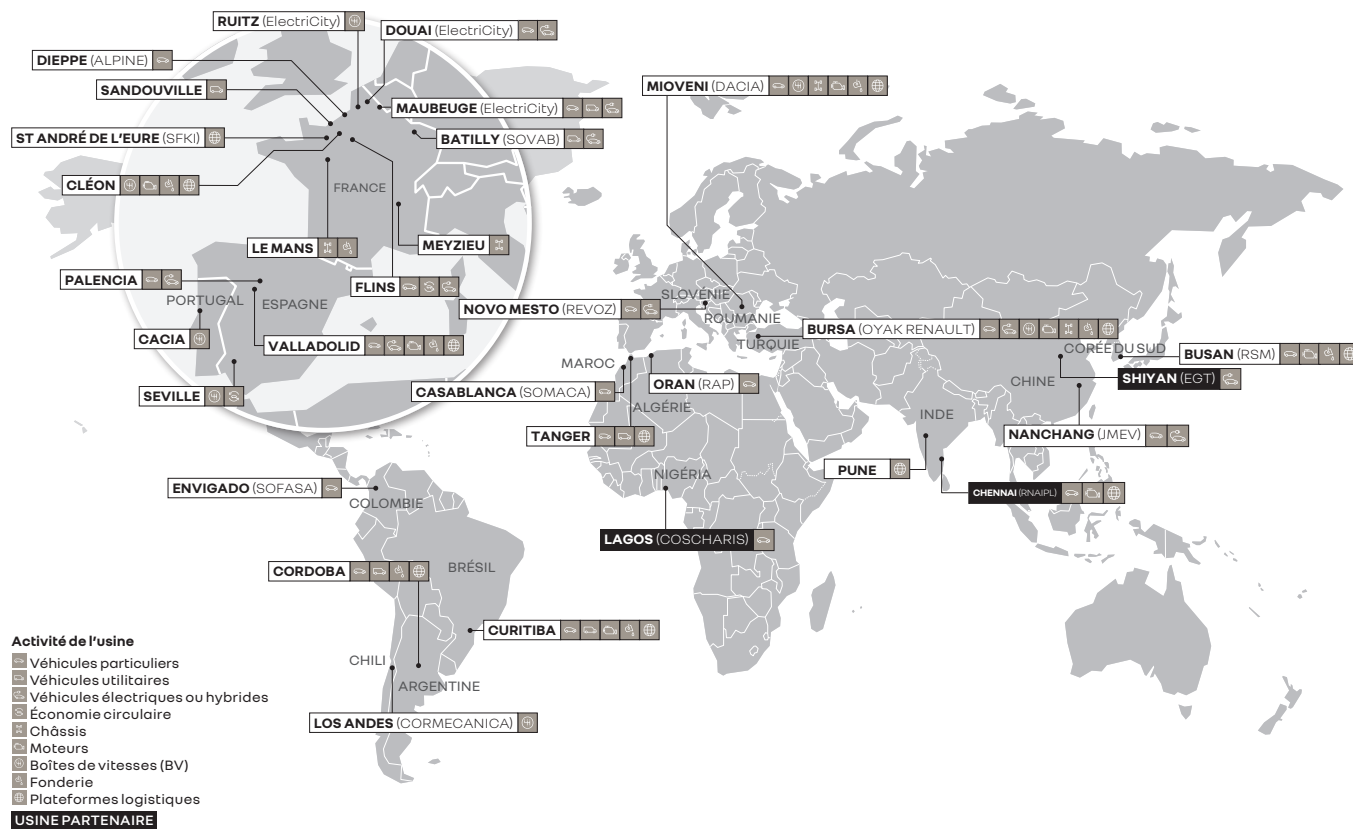 RUITZ (ElectriCity)
DOUAI (ElectriCity)
DIEPPE (ALPINE)
SANDOUVILLE
MAUBEUGE (ElectriCity)
MIOVENI (DACIA)
ST ANDRÉ DE L'EURE (SFKI)
BATILLY (SOVAB)
CLÉON
FRANCE
LE MANS
MEYZIEU
PALENCIA
FLINS
PORTUGAL
ESPAGNE
SLOVÉNIE
NOVO MESTO (REVOZ)
ROUMANIE
BURSA (OYAK RENAULT)
CACIA
VALLADOLID
TURQUIE
CORÉE DU SUD
BUSAN (RSM)
MAROC
SHIYAN (EGT)
CHINE
SEVILLE
CASABLANCA (SOMACA)
ORAN (RAP)
ALGÉRIE
INDE
TANGER
NANCHANG (JMEV)
PUNE
NIGÉRIA
ENVIGADO (SOFASA)
COLOMBIE
CHENNAI (RNAIPL)
LAGOS (COSCHARIS)
CORDOBA
BRÉSIL
CURITIBA
CHILI
ARGENTINE
LOS ANDES (CORMECANICA)
Activité de l'usine
Véhicules particuliers
Véhicules utilitaires
Véhicules électriques ou hybrides
Économie circulaire
Châssis
Moteurs
Boîtes de vitesses (BV)
Fonderie
Plateformes logistiques
USINE PARTENAIRE